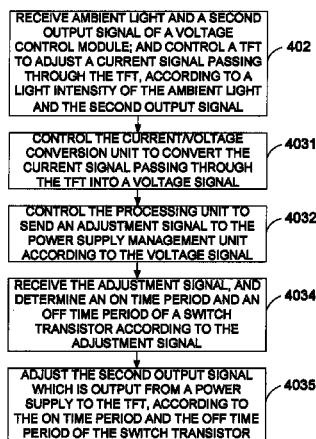 RECEIVE AMBIENT LIGHT AND A SECOND
OUTPUT SIGNAL OF A VOLTAGE
CONTROL MODULE; AND CONTROL A TFT
TO ADJUST A CURRENT SIGNAL PASSING
THROUGH THE TFT, ACCORDING TO A
LIGHT INTENSITY OF THE AMBIENT LIGHT
AND THE SECOND OUTPUT SIGNAL
402
CONTROL THE CURRENT/VOLTAGE
CONVERSION UNIT TO CONVERT THE
CURRENT SIGNAL PASSING THROUGH
THE TFT INTO A VOLTAGE SIGNAL
4031
CONTROL THE PROCESSING UNIT TO
SEND AN ADJUSTMENT SIGNAL TO THE
POWER SUPPLY MANAGEMENT UNIT
ACCORDING TO THE VOLTAGE SIGNAL
4032
RECEIVE THE ADJUSTMENT SIGNAL, AND
DETERMINE AN ON TIME PERIOD AND AN
OFF TIME PERIOD OF A SWITCH
TRANSISTOR ACCORDING TO THE
ADJUSTMENT SIGNAL
4034
ADJUST THE SECOND OUTPUT SIGNAL
WHICH IS OUTPUT FROM A POWER
SUPPLY TO THE TFT, ACCORDING TO
THE ON TIME PERIOD AND THE OFF TIME
PERIOD OF THE SWITCH TRANSISTOR
4035